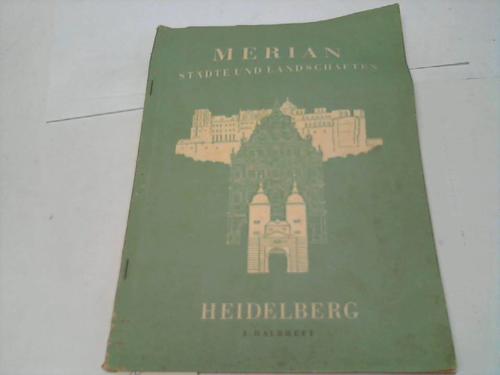 MERIAN
STÄDTE UND LANDSCHAFTEN
HEIDELBERG
HALBHEFT